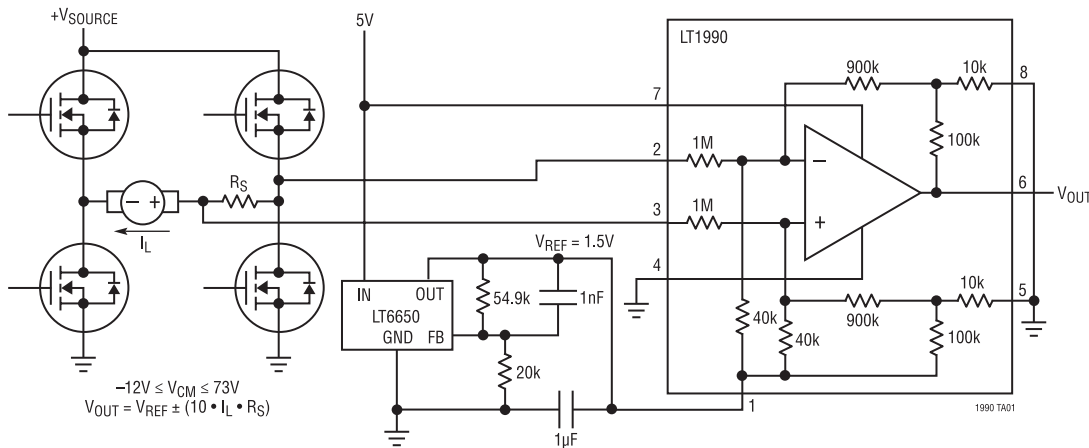 +VSOURCE
5V
LT1990
900k
10k
8
7
100k
1M
2
RS
− +
IL
−
+
6
VOUT
3
1M
VREF = 1.5V
4
IN OUT
LT6650
GND FB
54.9k
1nF
40k
40k
900k
10k
5
100k
20k
1
1µF
1990 TA01
−12V ≤ VCM ≤ 73V
VOUT = VREF ± (10 • IL • RS)